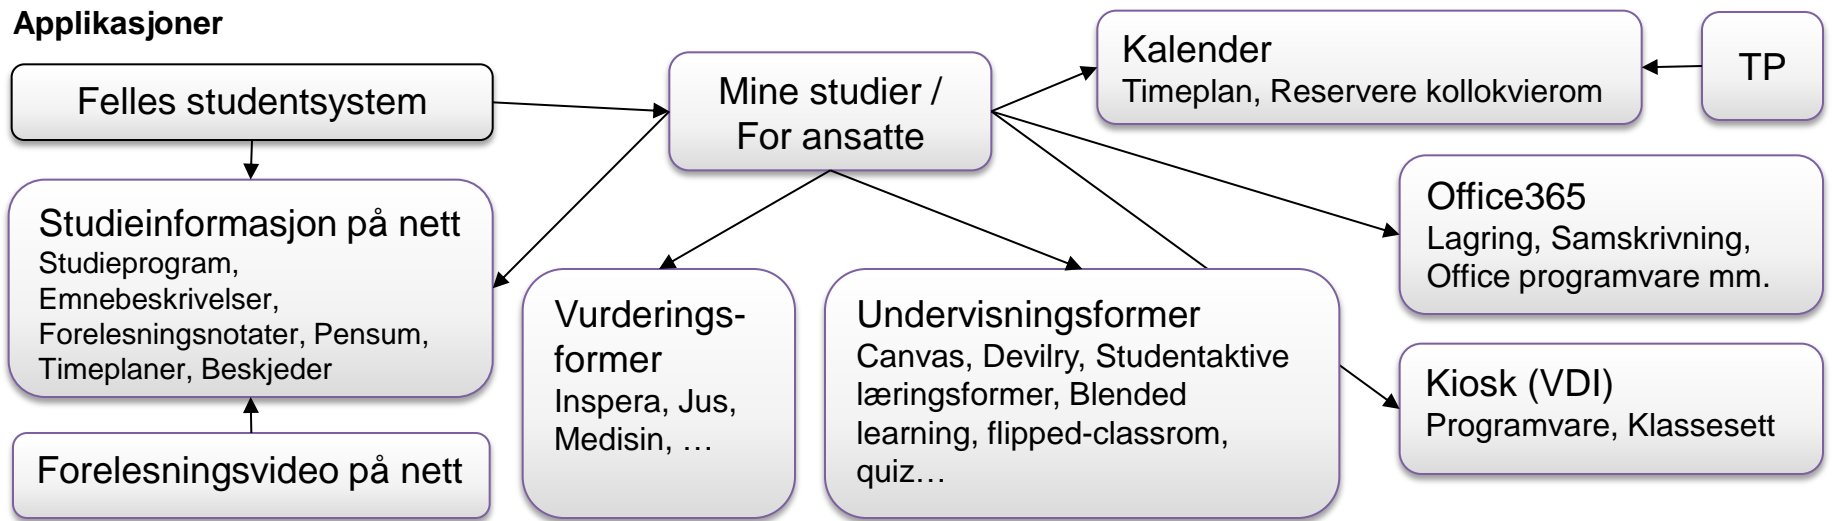 Applikasjoner
Felles studentsystem
Mine studier /
For ansatte
Kalender
Timeplan, Reservere kollokvierom
TP
Studieinformasjon på nett
Studieprogram,
Emnebeskrivelser,
Forelesningsnotater, Pensum,
Timeplaner, Beskjeder
Forelesningsvideo på nett
Vurderings-
former
Inspera, Jus,
Medisin, …
Undervisningsformer
Canvas, Devilry, Studentaktive
læringsformer, Blended
learning, flipped-classrom,
quiz…
Office365
Lagring, Samskrivning,
Office programvare mm.
Kiosk (VDI)
Programvare, Klassesett